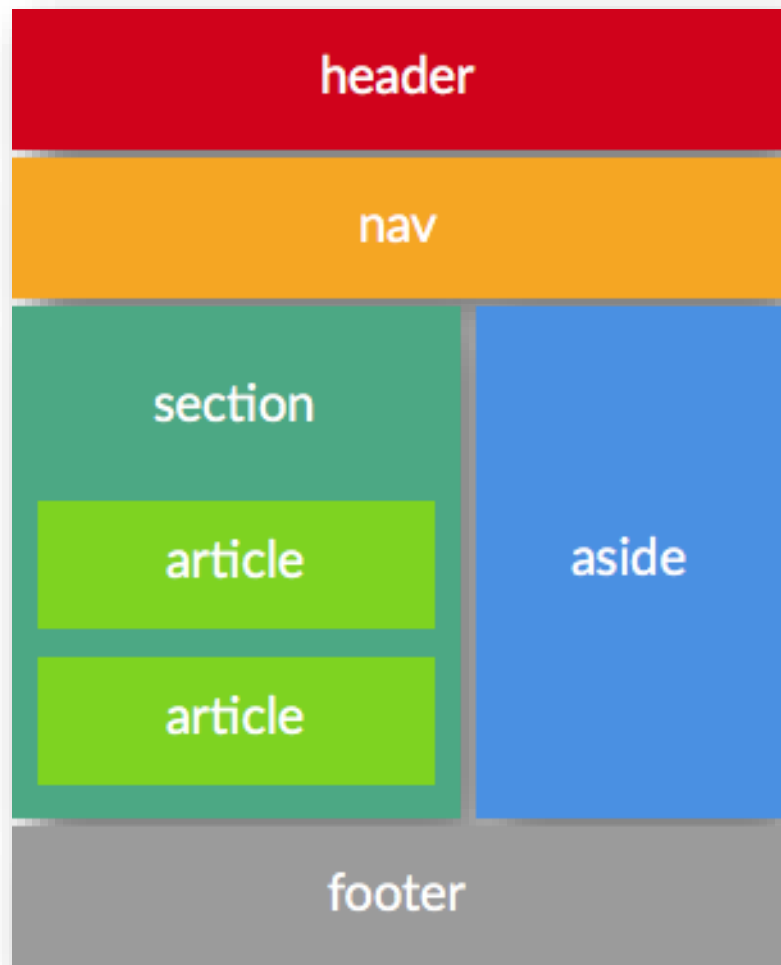 header
nav
section
article
article
aside
footer